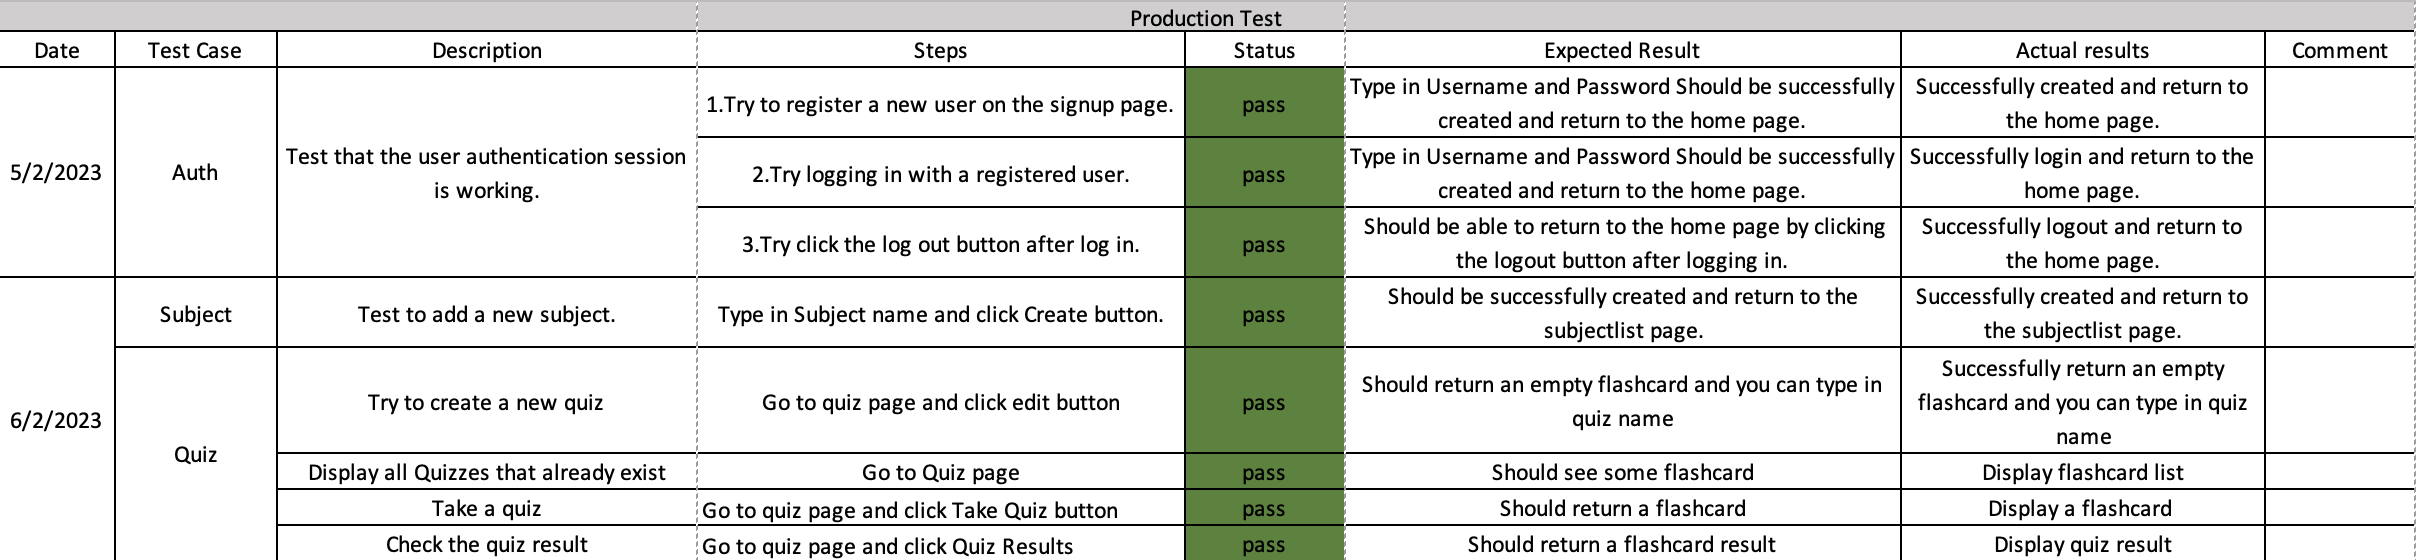 Production Test
Date Test Case Description Steps Status Expected Result Actual results Comment
5/2/2023
Auth
Test that the user authentication session
is working.
1.Try to register a new user on the signup page.
pass
Type in Username and Password Should be successfully
created and return to the home page.
Successfully created and return to
the home page.
2.Try logging in with a registered user.
pass
Type in Username and Password Should be successfully
created and return to the home page.
Successfully login and return to the
home page.
3.Try click the log out button after log in.
pass
Should be able to return to the home page by clicking
the logout button after logging in.
Successfully logout and return to
the home page.
6/2/2023
Subject
Test to add a new subject.
Type in Subject name and click Create button.
pass
Should be successfully created and return to the
subjectlist page.
Successfully created and return to
the subjectlist page.
Quiz
Try to create a new quiz
Go to quiz page and click edit button
pass
Should return an empty flashcard and you can type in
quiz name
Successfully return an empty
flashcard and you can type in quiz
name
Display all Quizzes that already exist
Go to Quiz page
pass
Should see some flashcard
Display flashcard list
Take a quiz
Go to quiz page and click Take Quiz button
pass
Should return a flashcard
Display a flashcard
Check the quiz result
Go to quiz page and click Quiz Results
pass
Should return a flashcard result
Display quiz result